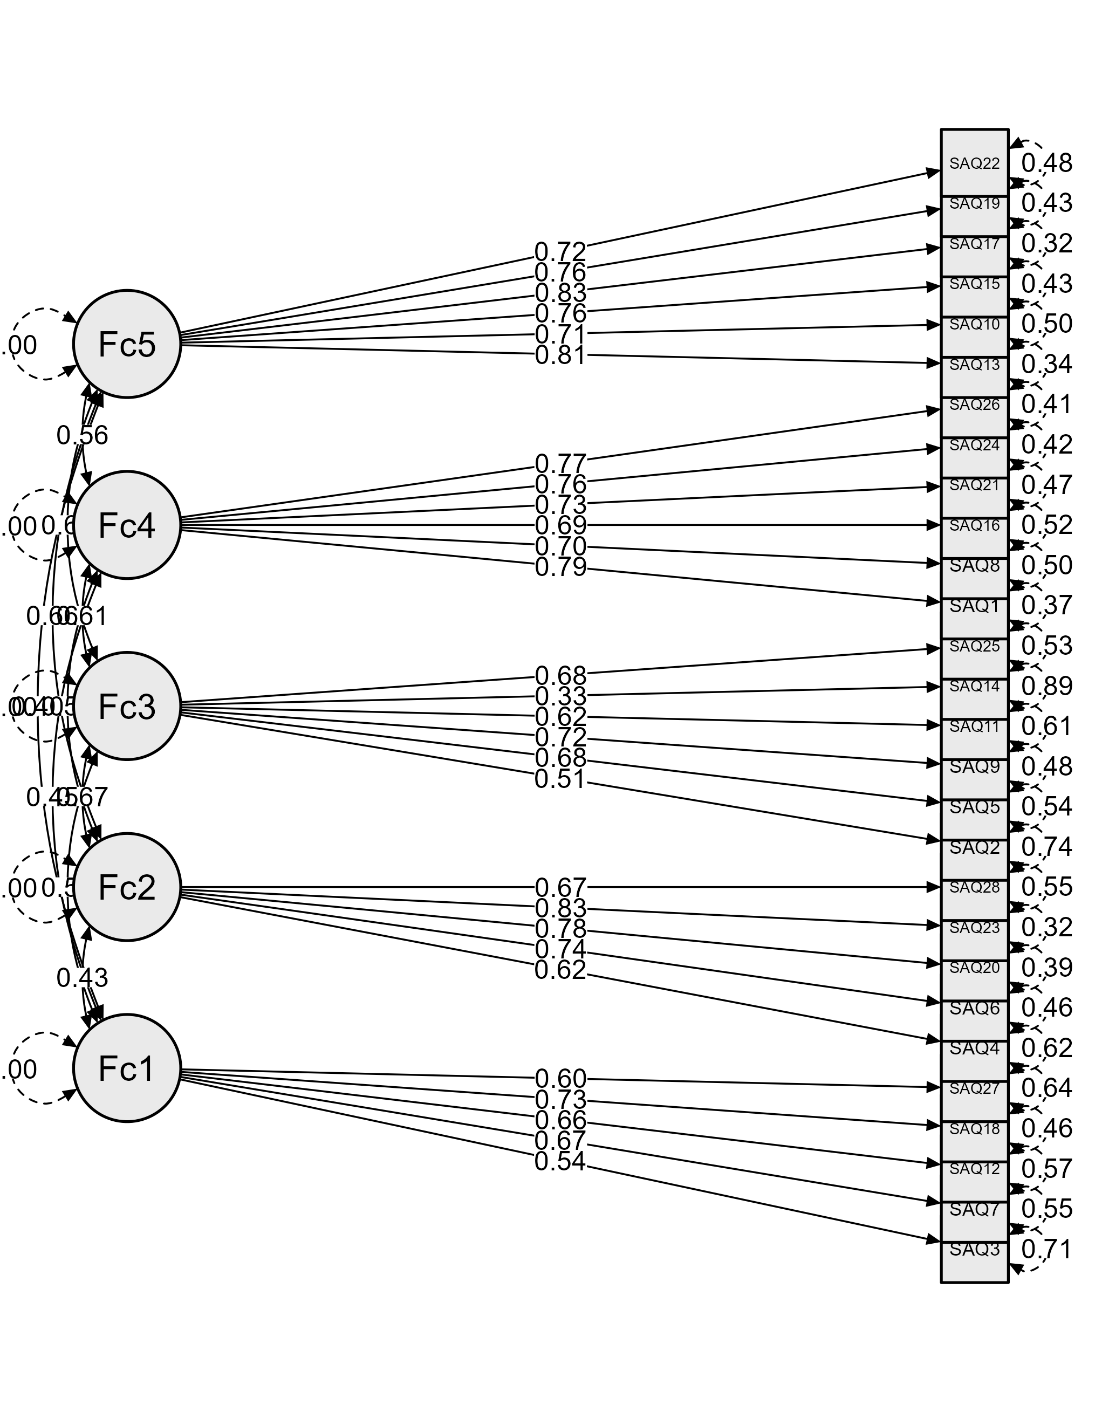 SAQ22 0.48
SAQ19 0.43
SAQ17 0.32
0.72
0.76
0.83
0.76
0.71
0.81
SAQ15 0.43
SAQ10 0.50
SAQ13 0.34
Fc5
.00
SAQ26 0.41
SAQ24 0.42
SAQ21 0.47
0.56
0.77
0.76
0.73
0.69
0.70
0.79
SAQ16 0.52
SAQ8 0.50
SAQ1 0.37
Fc4
.00
SAQ25 0.53
SAQ14 0.89
SAQ11 0.61
0.68
0.33
0.62
0.72
0.68
0.51
SAQ9 0.48
SAQ5 0.54
SAQ2 0.74
Fc3
SAQ28 0.55
SAQ23 0.32
SAQ20 0.39
0.67
0.83
0.78
0.74
0.62
SAQ6 0.46
SAQ4 0.62
Fc2
.00
0.43
SAQ27 0.64
SAQ18 0.46
SAQ12 0.57
0.60
0.73
0.66
0.67
0.54
SAQ7 0.55
SAQ3 0.71
Fc1
.00